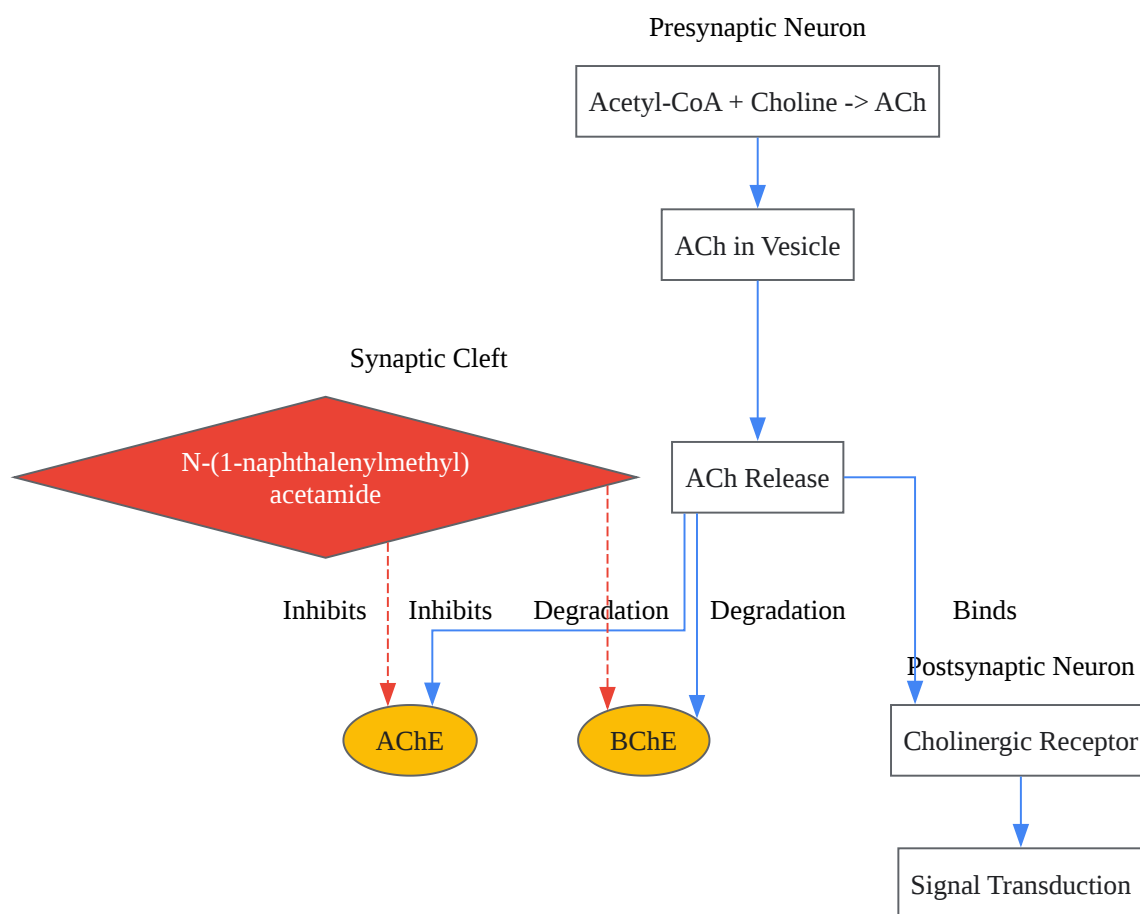 Presynaptic Neuron
Acetyl-CoA + Choline -> ACh
ACh in Vesicle
Synaptic Cleft
N-(1-naphthalenylmethyl)
acetamide
ACh Release
Inhibits
Inhibits
Degradation
Degradation
Binds
Postsynaptic Neuron
AChE
BChE
Cholinergic Receptor
Signal Transduction